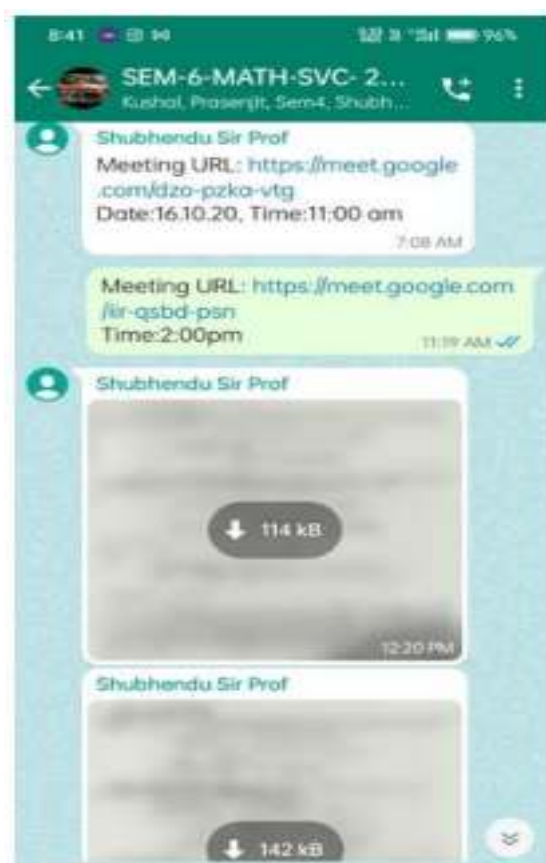 8:41 96%
SEM-6-MATH-SVC- 2...
Kushal, Prasenjit, Sem4, Shubh...
Shubhendu Sir Prof
Meeting URL: https://meet.google
.com/dzo-pzka-vtg
Date:16.10.20, Time:11:00 am
7:08 AM
Meeting URL: https://meet.google.com
/iir-qsbd-psn
Time:2:00pm
11:19 AM
Shubhendu Sir Prof
114 kB
12:20 PM
Shubhendu Sir Prof
142 kB